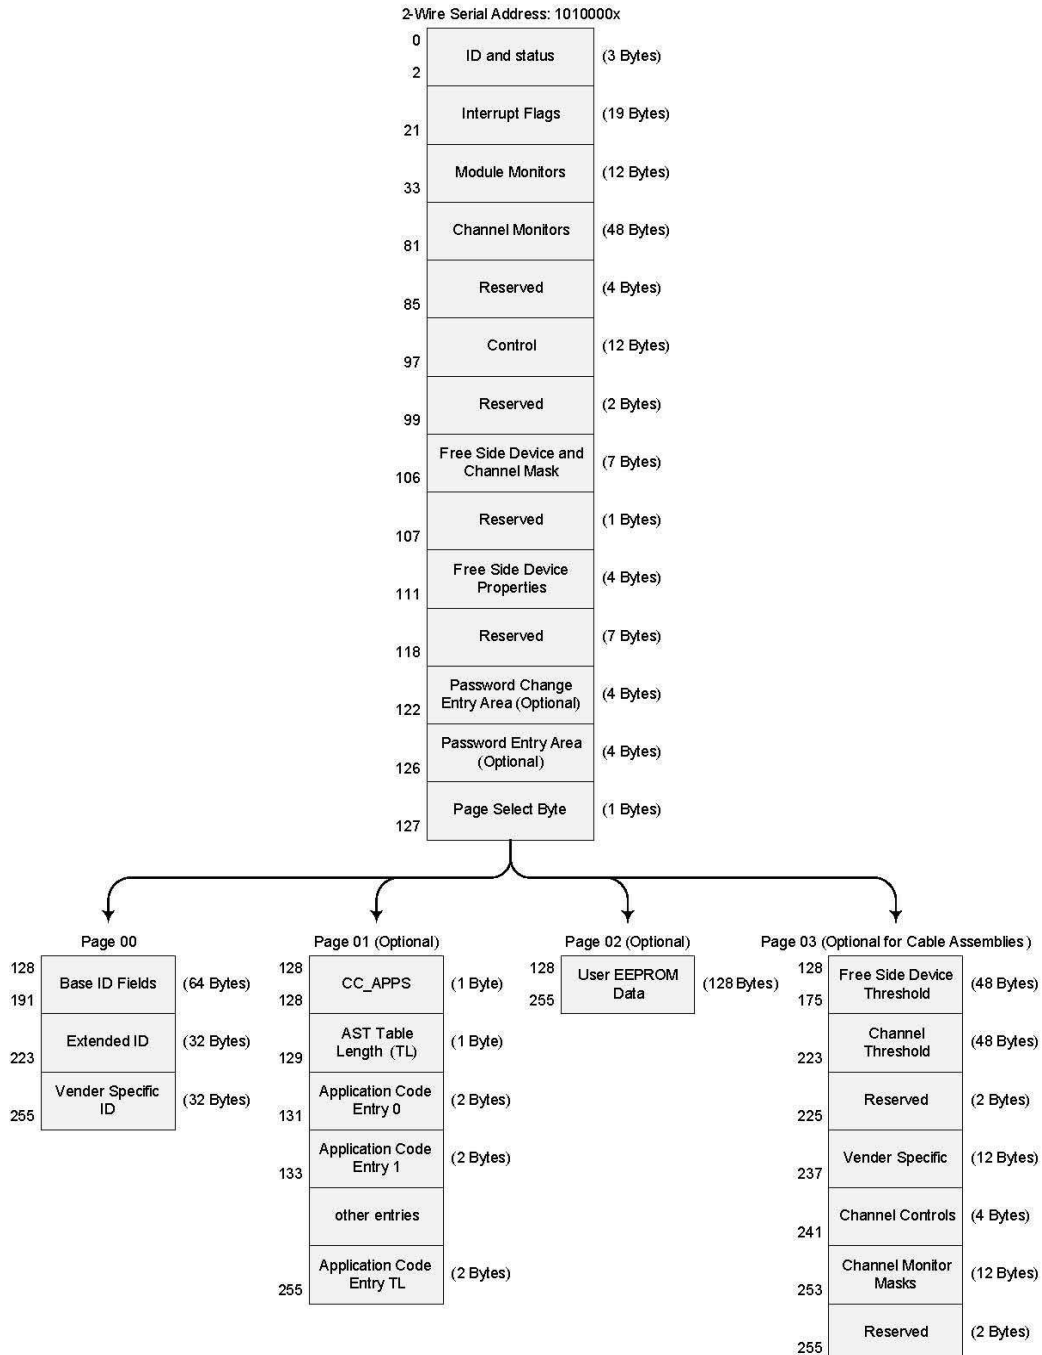 2-Wire Serial Address: 1010000x
0
ID and status
(3 Bytes)
2
Interrupt Flags
(19 Bytes)
21
Module Monitors
(12 Bytes)
33
Channel Monitors
(48 Bytes)
81
Reserved
(4 Bytes)
85
Control
(12 Bytes)
97
Reserved
(2 Bytes)
99
Free Side Device and
Channel Mask
(7 Bytes)
106
Reserved
(1 Bytes)
107
Free Side Device
Properties
(4 Bytes)
111
Reserved
(7 Bytes)
118
Password Change
Entry Area (Optional)
(4 Bytes)
122
Password Entry Area
(Optional)
(4 Bytes)
126
Page Select Byte
(1 Bytes)
127
Page 00
128
Base ID Fields
(64 Bytes)
191
Extended ID
(32 Bytes)
223
Vender Specific
ID
(32 Bytes)
255
Page 01 (Optional)
128
CC_APPS
(1 Byte)
128
AST Table
Length (TL)
(1 Byte)
129
Application Code
Entry 0
(2 Bytes)
131
Application Code
Entry 1
(2 Bytes)
133
other entries
Application Code
Entry TL
(2 Bytes)
255
Page 02 (Optional)
128
User EEPROM
Data
(128 Bytes)
255
Page 03 (Optional for Cable Assemblies )
128
Free Side Device
Threshold
(48 Bytes)
175
Channel
Threshold
(48 Bytes)
223
Reserved
(2 Bytes)
225
Vender Specific
(12 Bytes)
237
Channel Controls
(4 Bytes)
241
Channel Monitor
Masks
(12 Bytes)
253
Reserved
(2 Bytes)
255